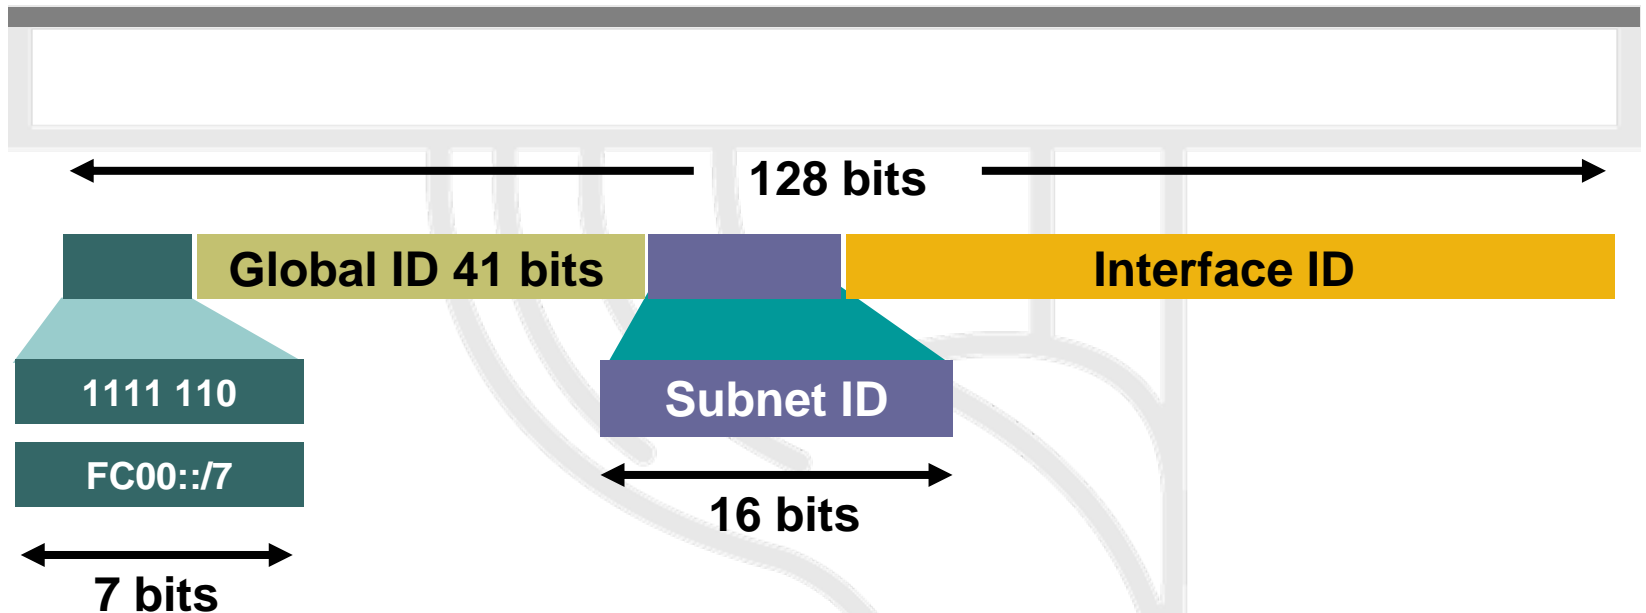 128 bits
Global ID 41 bits
Interface ID
1111 110
Subnet ID
FC00::/7
16 bits
7 bits